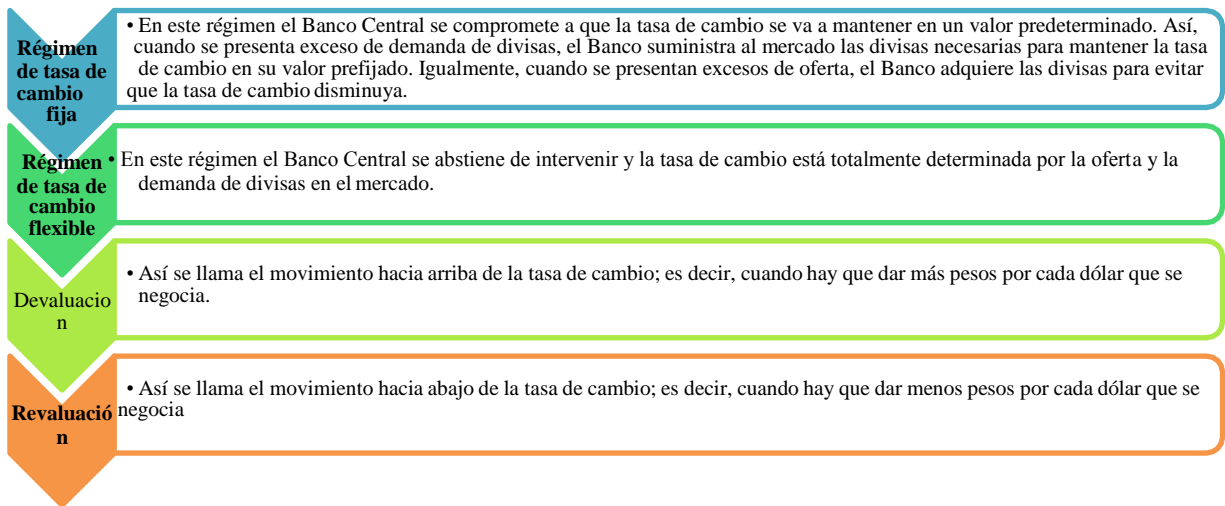 Régimen
de tasa de
cambio
fija
• En este régimen el Banco Central se compromete a que la tasa de cambio se va a mantener en un valor predeterminado. Así,
cuando se presenta exceso de demanda de divisas, el Banco suministra al mercado las divisas necesarias para mantener la tasa
de cambio en su valor prefijado. Igualmente, cuando se presentan excesos de oferta, el Banco adquiere las divisas para evitar
que la tasa de cambio disminuya.
Régimen
de tasa de
cambio
flexible
• En este régimen el Banco Central se abstiene de intervenir y la tasa de cambio está totalmente determinada por la oferta y la
demanda de divisas en el mercado.
Devaluacio
n
• Así se llama el movimiento hacia arriba de la tasa de cambio; es decir, cuando hay que dar más pesos por cada dólar que se
negocia.
Revaluació
n
• Así se llama el movimiento hacia abajo de la tasa de cambio; es decir, cuando hay que dar menos pesos por cada dólar que se
negocia